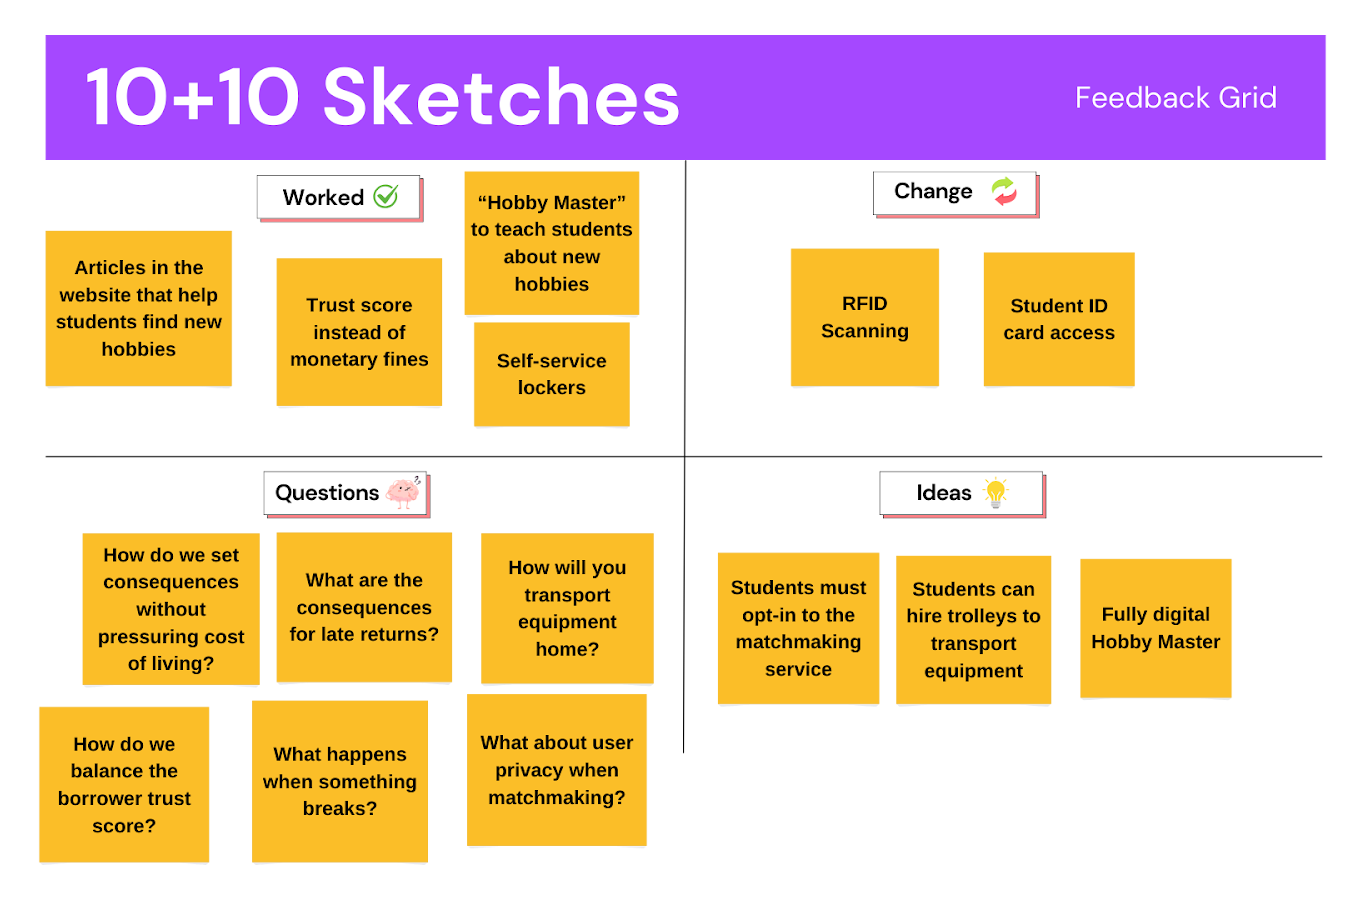 10+10 Sketches
Feedback Grid
Worked
“Hobby Master”
to teach students
about new
hobbies
Articles in the
website that help
students find new
hobbies
Trust score
instead of
monetary fines
Self-service
lockers
Change
RFID
Scanning
Student ID
card access
Questions
How do we set
consequences
without
pressuring cost
of living?
What are the
consequences
for late returns?
How will you
transport
equipment
home?
How do we
balance the
borrower trust
score?
What happens
when something
breaks?
What about user
privacy when
matchmaking?
Ideas
Students must
opt-in to the
matchmaking
service
Students can
hire trolleys to
transport
equipment
Fully digital
Hobby Master